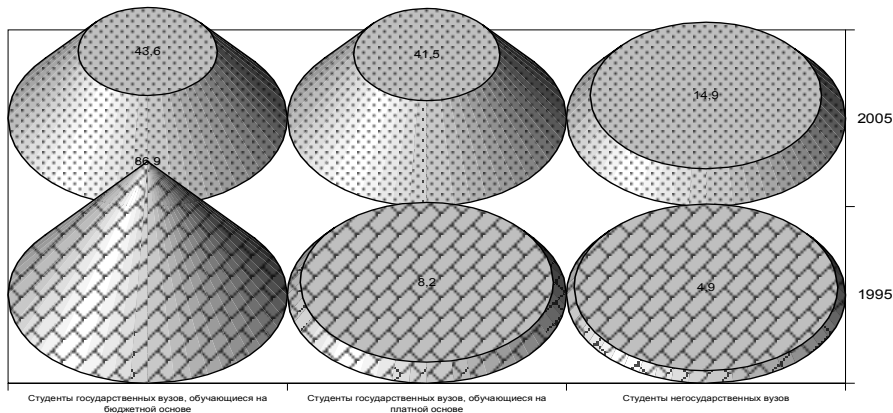 43,6
41,5
14,9
2005
86,9
8,2
4,9
1995
Студенты государственных вузов, обучающиеся на
бюджетной основе
Студенты государственных вузов, обучающиеся на
платной основе
Студенты негосударственных вузов